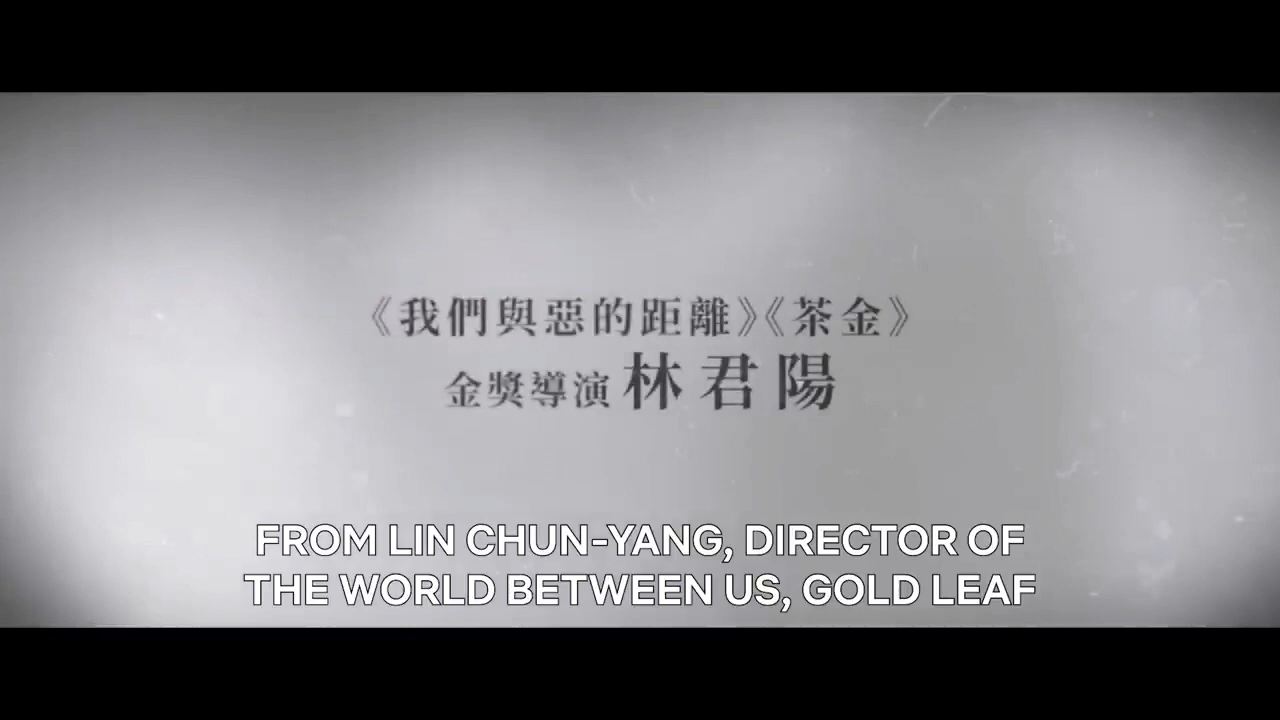 《我們與惡的距離》《茶金》
金獎導演 林君陽
FROM LIN CHUN-YANG, DIRECTOR OF
THE WORLD BETWEEN US, GOLD LEAF